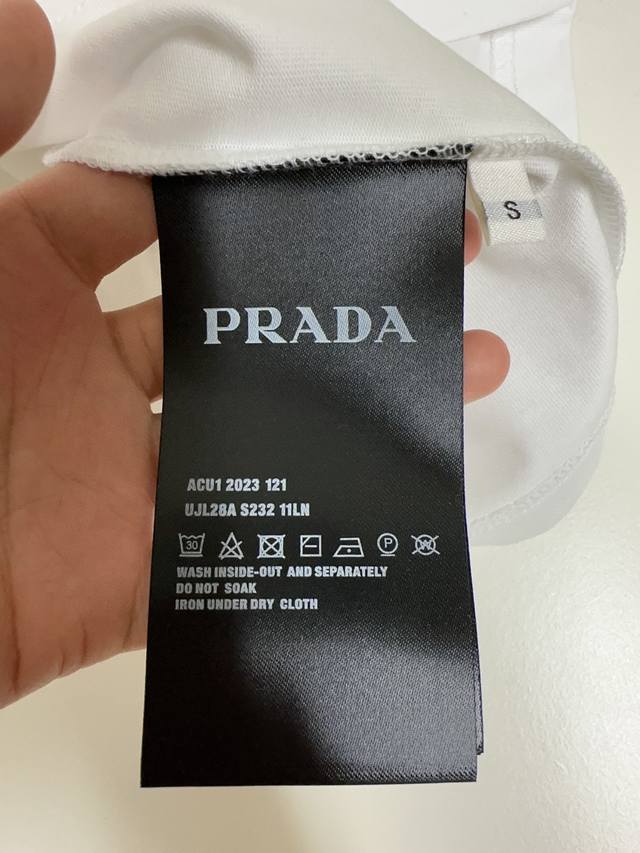 S
PRADA
ACU1 2023 121
UJL28A S232 11LN
30
P
W
WASH INSIDE-OUT AND SEPARATELY
DO NOT SOAK
IRON UNDER DRY CLOTH